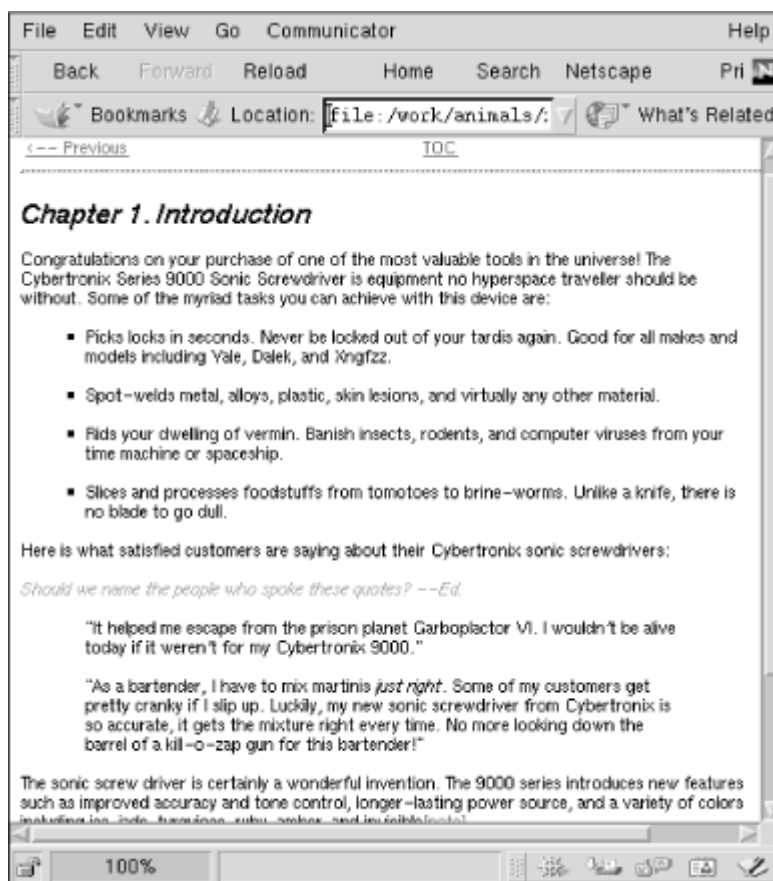 File Edit View Go Communicator Help
Back Forward Reload Home Search Netscape Pri N
Bookmarks Location: file:/work/animals/: What's Related
<-- Previous TOC
Chapter 1. Introduction
Congratulations on your purchase of one of the most valuable tools in the universe! The
Cybertronix Series 9000 Sonic Screwdriver is equipment no hyperspace traveller should be
without. Some of the myriad tasks you can achieve with this device are:
▪ Picks locks in seconds. Never be locked out of your tardis again. Good for all makes and
models including Yale, Dalek, and Xngfzz.
▪ Spot-welds metal, alloys, plastic, skin lesions, and virtually any other material.
▪ Rids your dwelling of vermin. Banish insects, rodents, and computer viruses from your
time machine or spaceship.
▪ Slices and processes foodstuffs from tomotoes to brine-worms. Unlike a knife, there is
no blade to go dull.
Here is what satisfied customers are saying about their Cybertronix sonic screwdrivers:
Should we name the people who spoke these quotes? --Ed.
"It helped me escape from the prison planet Garboplactor VI. I wouldn't be alive
today if it weren't for my Cybertronix 9000."
"As a bartender, I have to mix martinis just right. Some of my customers get
pretty cranky if I slip up. Luckily, my new sonic screwdriver from Cybertronix is
so accurate, it gets the mixture right every time. No more looking down the
barrel of a kill-o-zap gun for this bartender!"
The sonic screw driver is certainly a wonderful invention. The 9000 series introduces new features
such as improved accuracy and tone control, longer-lasting power source, and a variety of colors
including ice, jade, turquoise, ruby, amber, and invisible[note]
100%